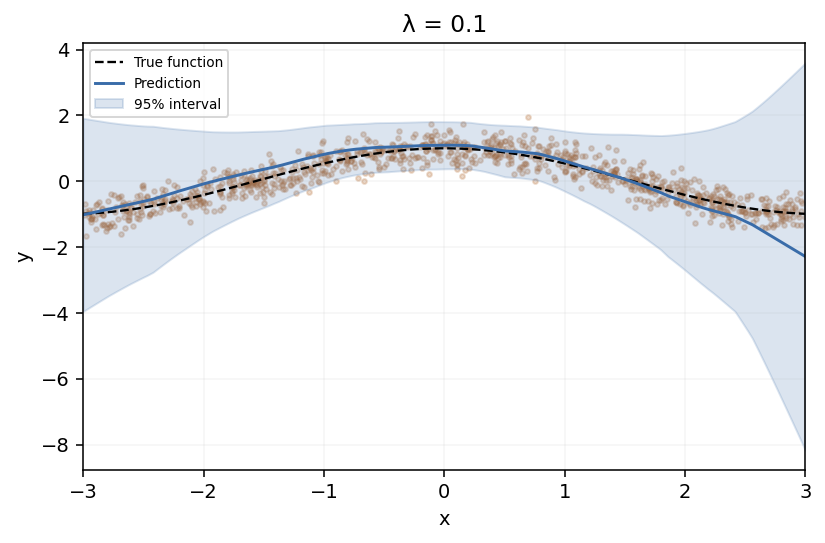 λ = 0.1
True function
Prediction
95% interval
y
4
2
0
−2
−4
−6
−8
−3 −2 −1 0 1 2 3
x